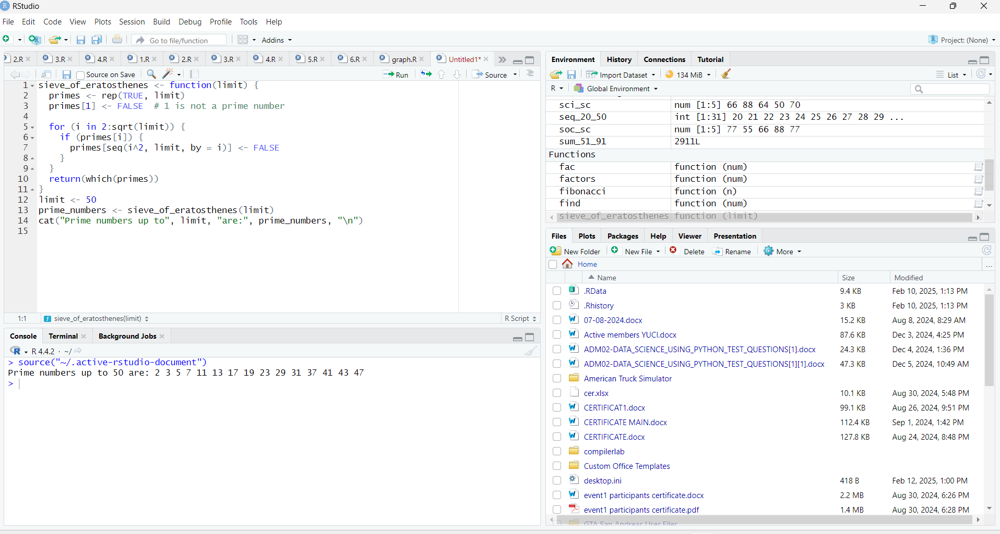 RStudio
File Edit Code View Plots Session Build Debug Profile Tools Help
Go to file/function Addins Project: (None)
2.R 3.R 4.R 1.R 2.R 3.R 4.R 5.R 6.R graph.R Untitled1*
Source on Save Run Source
1 sieve_of_eratosthenes <- function(limit) {
2 primes <- rep(TRUE, limit)
3 primes[1] <- FALSE # 1 is not a prime number
4
5 for (i in 2:sqrt(limit)) {
6 if (primes[i]) {
7 primes[seq(i^2, limit, by = i)] <- FALSE
8 }
9 }
10 return(which(primes))
11 }
12 limit <- 50
13 prime_numbers <- sieve_of_eratosthenes(limit)
14 cat("Prime numbers up to", limit, "are:", prime_numbers, "\n")
15
1:1 sieve_of_eratosthenes(limit) R Script
Console Terminal Background Jobs
R 4.4.2 · ~/
> source("~/.active-rstudio-document")
Prime numbers up to 50 are: 2 3 5 7 11 13 17 19 23 29 31 37 41 43 47
>
Environment History Connections Tutorial
Import Dataset 134 MiB List
R Global Environment
sci_sc num [1:5] 66 88 64 50 70
seq_20_50 int [1:31] 20 21 22 23 24 25 26 27 28 29 ...
soc_sc num [1:5] 77 55 66 88 77
sum_51_91 2911L
Functions
fac function (num)
factors function (num)
fibonacci function (n)
find function (num)
sieve_of_eratosthenes function (limit)
Files Plots Packages Help Viewer Presentation
New Folder New File Delete Rename More
Home ...
Name Size Modified
.RData 9.4 KB Feb 10, 2025, 1:13 PM
.Rhistory 3 KB Feb 10, 2025, 1:13 PM
07-08-2024.docx 15.2 KB Aug 8, 2024, 8:29 AM
Active members YUCI.docx 87.6 KB Dec 3, 2024, 4:25 PM
ADM02-DATA_SCIENCE_USING_PYTHON_TEST_QUESTIONS[1].docx 24.3 KB Dec 4, 2024, 1:36 PM
ADM02-DATA_SCIENCE_USING_PYTHON_TEST_QUESTIONS[1][1].docx 47.3 KB Dec 5, 2024, 10:49 AM
American Truck Simulator
cer.xlsx 10.1 KB Aug 30, 2024, 5:48 PM
CERTIFICAT1.docx 99.1 KB Aug 26, 2024, 9:51 PM
CERTIFICATE MAIN.docx 112.4 KB Sep 1, 2024, 1:42 PM
CERTIFICATE.docx 127.8 KB Aug 24, 2024, 8:48 PM
compilerlab
Custom Office Templates
desktop.ini 418 B Feb 12, 2025, 1:00 PM
event1 participants certificate.docx 2.2 MB Aug 30, 2024, 6:26 PM
event1 participants certificate.pdf 1.4 MB Aug 30, 2024, 6:28 PM
GTA San Andreas User Files